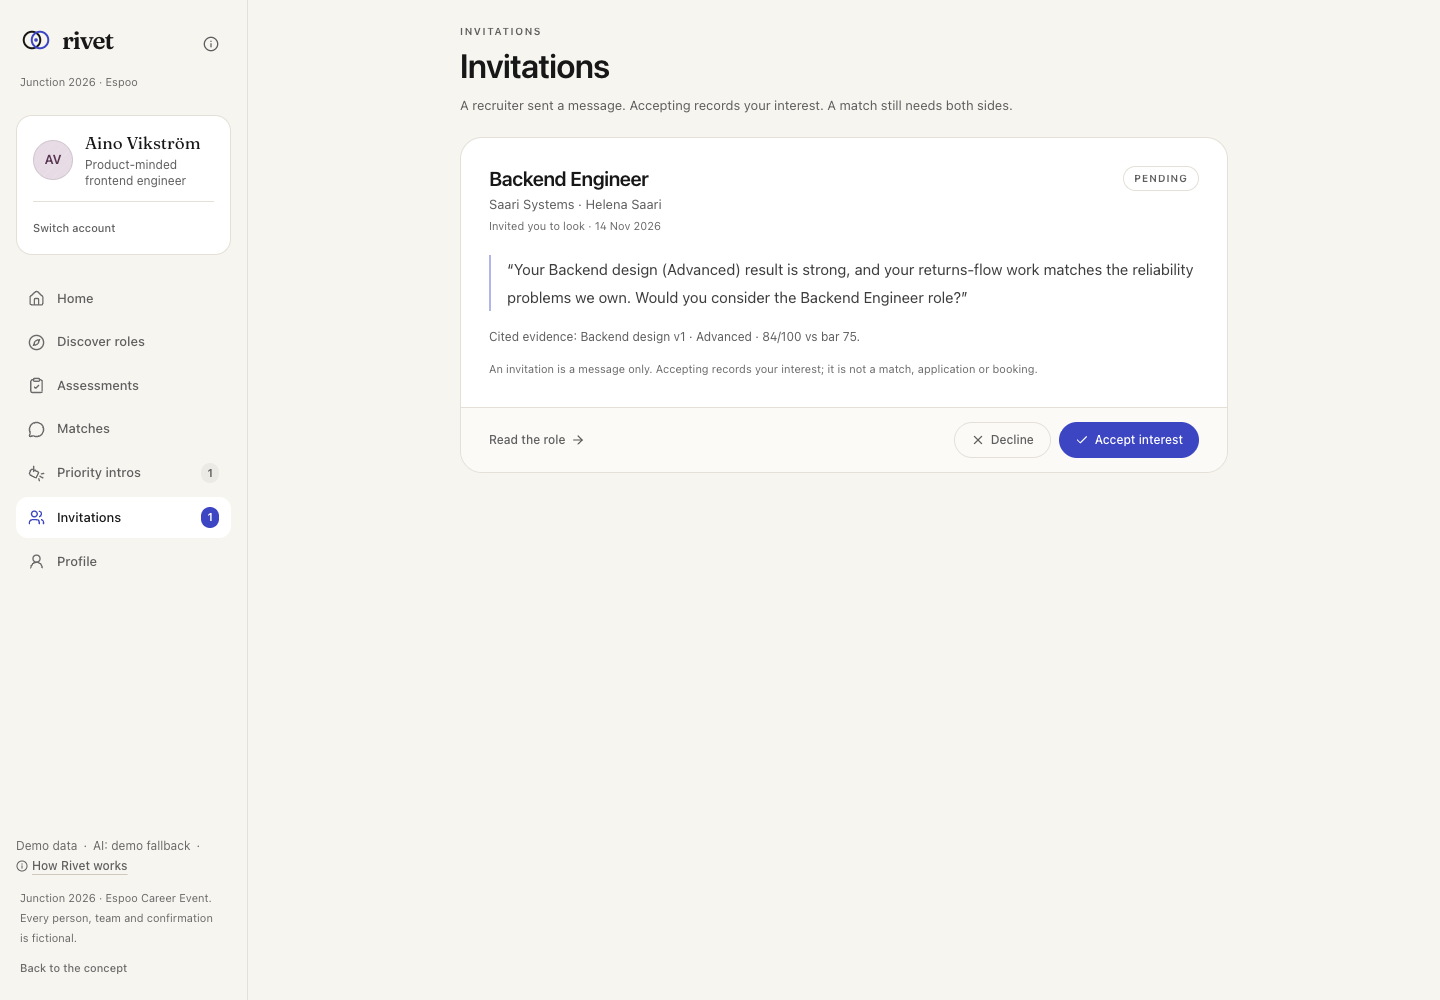 rivet
Junction 2026 · Espoo
AV
Aino Vikström
Product-minded
frontend engineer
Switch account
Home
Discover roles
Assessments
Matches
Priority intros 1
Invitations 1
Profile
Demo data · AI: demo fallback ·
How Rivet works
Junction 2026 · Espoo Career Event.
Every person, team and confirmation
is fictional.
Back to the concept
INVITATIONS
Invitations
A recruiter sent a message. Accepting records your interest. A match still needs both sides.
Backend Engineer
PENDING
Saari Systems · Helena Saari
Invited you to look · 14 Nov 2026
“Your Backend design (Advanced) result is strong, and your returns-flow work matches the reliability
problems we own. Would you consider the Backend Engineer role?”
Cited evidence: Backend design v1 · Advanced · 84/100 vs bar 75.
An invitation is a message only. Accepting records your interest; it is not a match, application or booking.
Read the role →
Decline
Accept interest